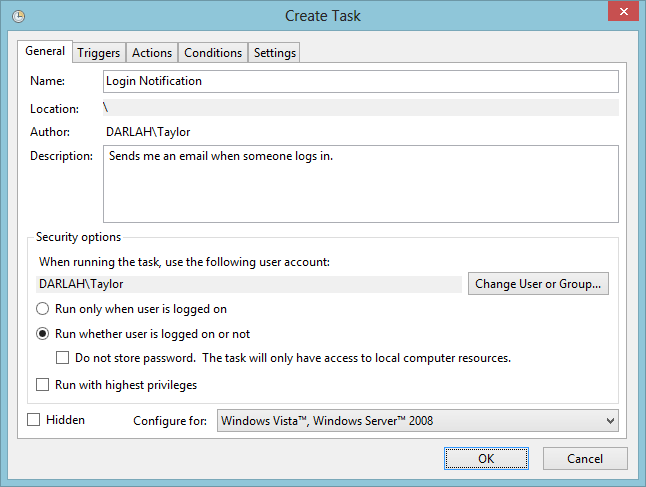 Create Task
General Triggers Actions Conditions Settings
Name: Login Notification
Location: \
Author: DARLAH\Taylor
Description: Sends me an email when someone logs in.
Security options
When running the task, use the following user account:
DARLAH\Taylor Change User or Group...
Run only when user is logged on
Run whether user is logged on or not
Do not store password. The task will only have access to local computer resources.
Run with highest privileges
Hidden Configure for: Windows Vista™, Windows Server™ 2008
OK Cancel